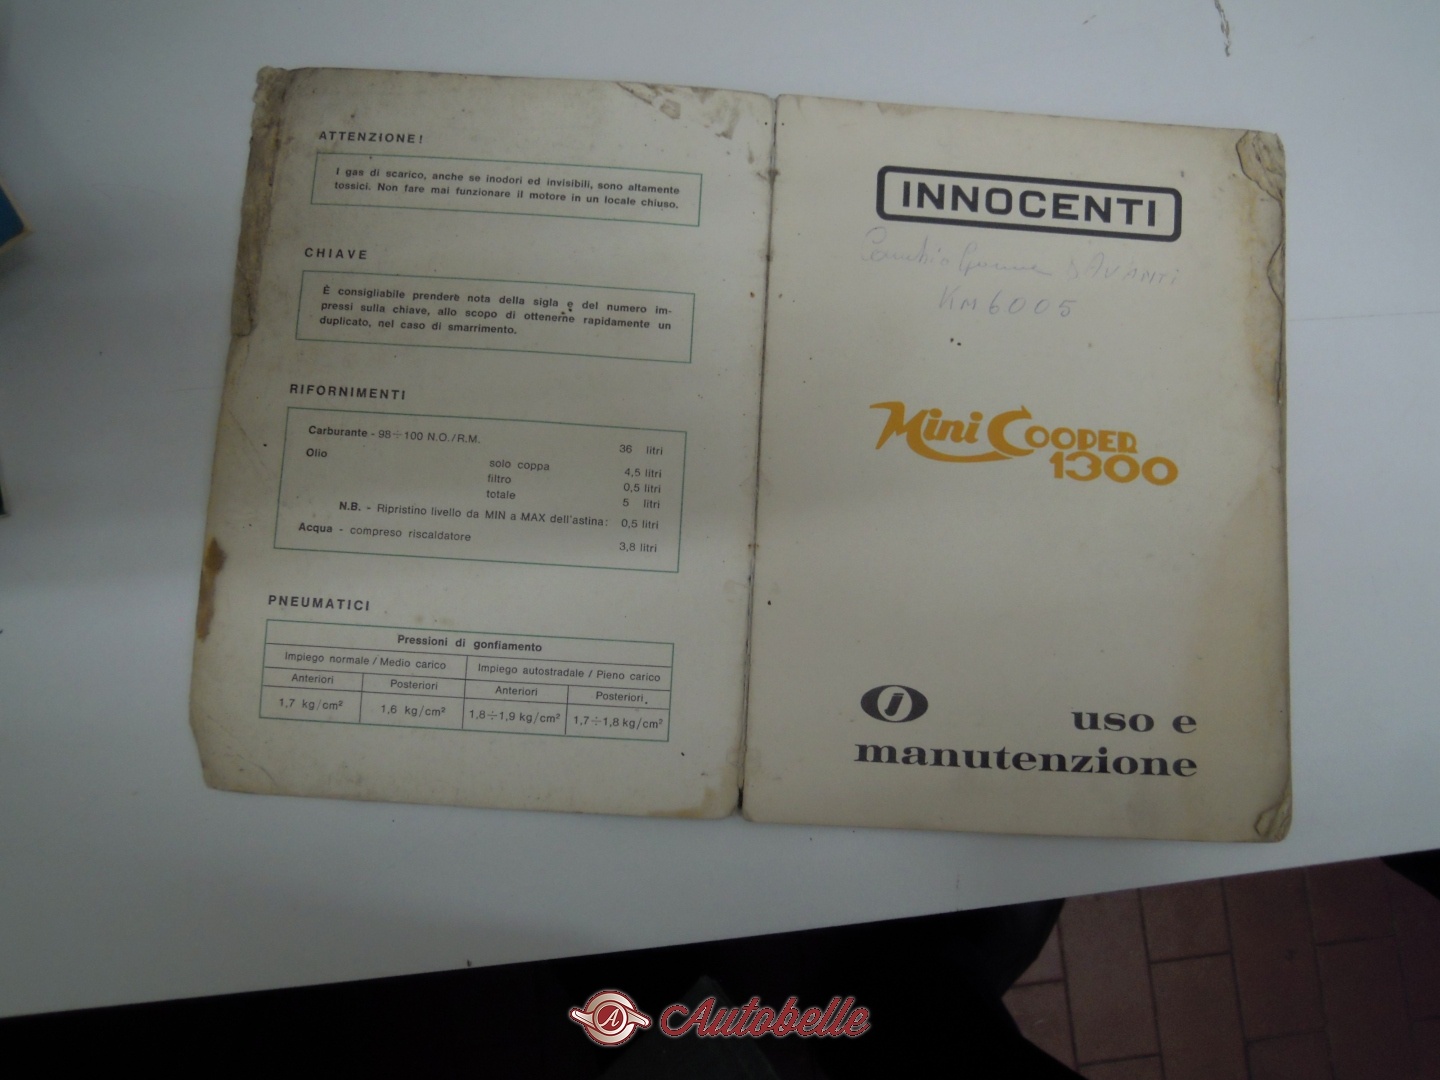 ATTENZIONE!
I gas di scarico, anche se inodori ed invisibili, sono altamente
tossici. Non fare mai funzionare il motore in un locale chiuso.
CHIAVE
È consigliabile prendere nota della sigla e del numero im-
pressi sulla chiave, allo scopo di ottenerne rapidamente un
duplicato, nel caso di smarrimento.
RIFORNIMENTI
Carburante - 98÷100 N.O./R.M. 36 litri
Olio
solo coppa 4,5 litri
filtro 0,5 litri
totale 5 litri
N.B. - Ripristino livello da MIN a MAX dell'astina: 0,5 litri
Acqua - compreso riscaldatore 3,8 litri
PNEUMATICI
Pressioni di gonfiamento
Impiego normale / Medio carico Impiego autostradale / Pieno carico
Anteriori Posteriori Anteriori Posteriori
1,7 kg/cm² 1,6 kg/cm² 1,8÷1,9 kg/cm² 1,7÷1,8 kg/cm²
INNOCENTI
AVANTI
KM 6005
Mini Cooper
1300
uso e
manutenzione
A Autobelle